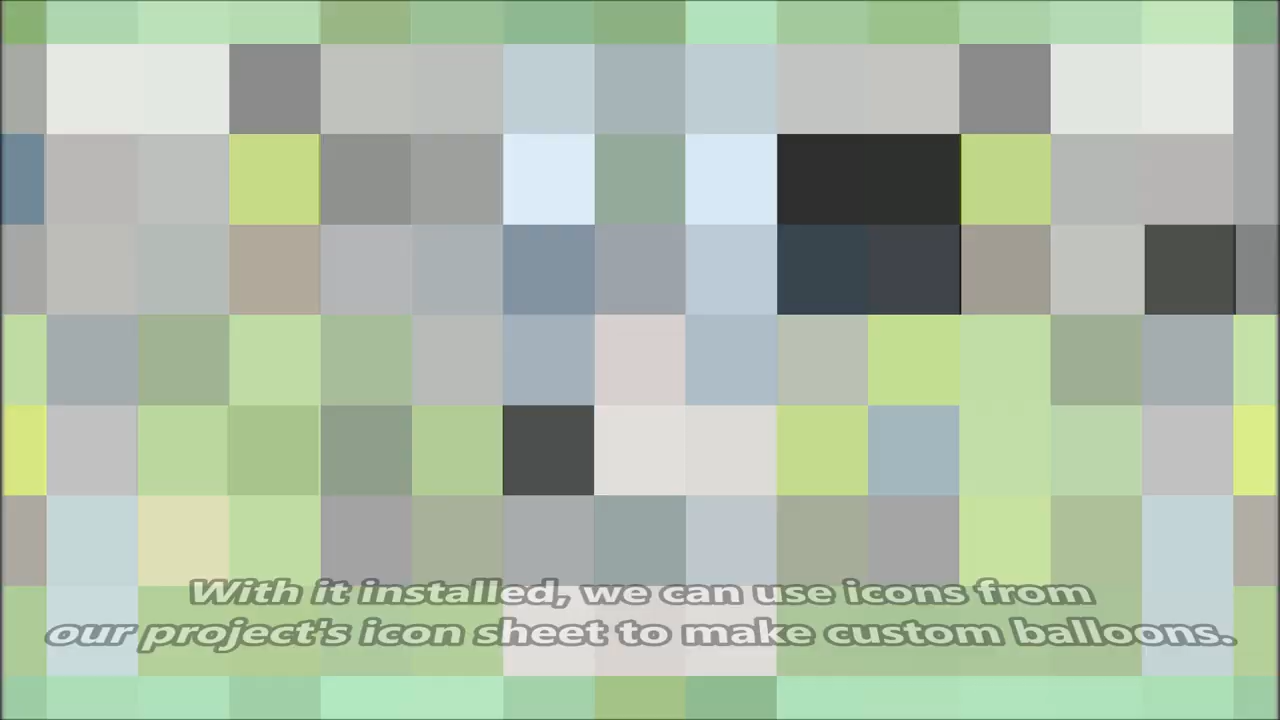 With it installed, we can use icons from
our project's icon sheet to make custom balloons.